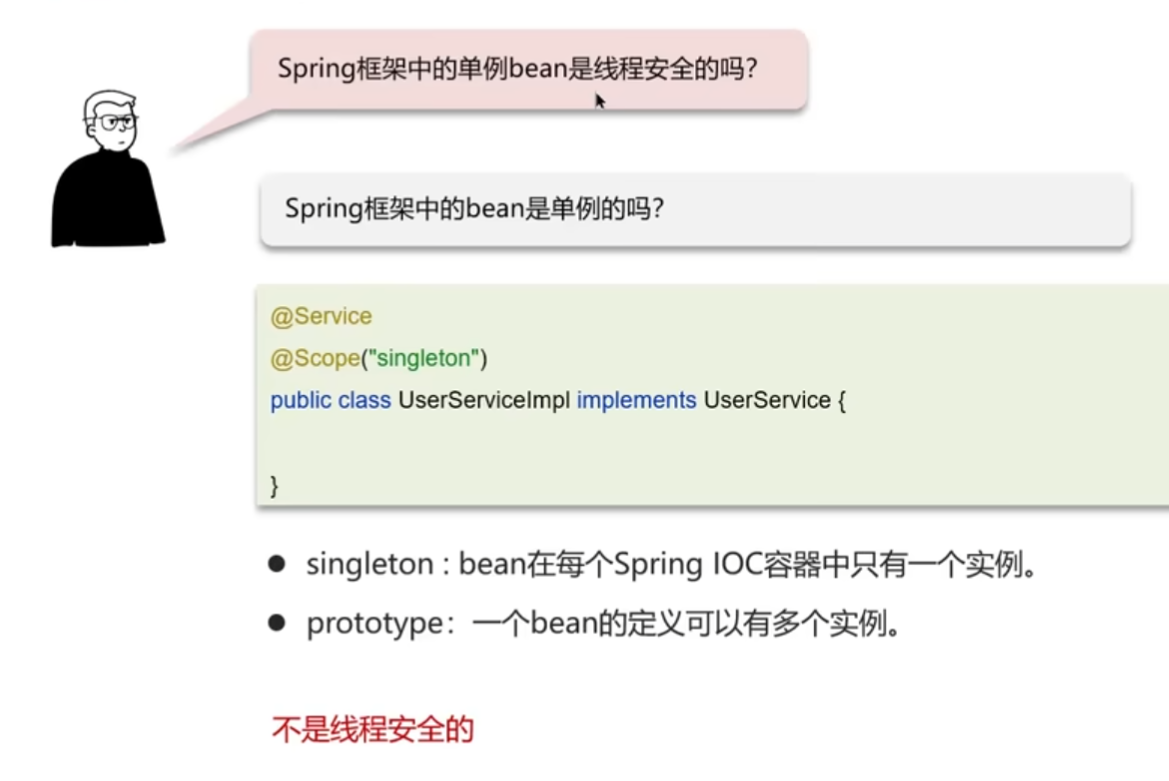 Spring框架中的单例bean是线程安全的吗？
Spring框架中的bean是单例的吗？
@Service
@Scope("singleton")
public class UserServiceImpl implements UserService {
}
● singleton : bean在每个Spring IOC容器中只有一个实例。
● prototype：一个bean的定义可以有多个实例。
不是线程安全的